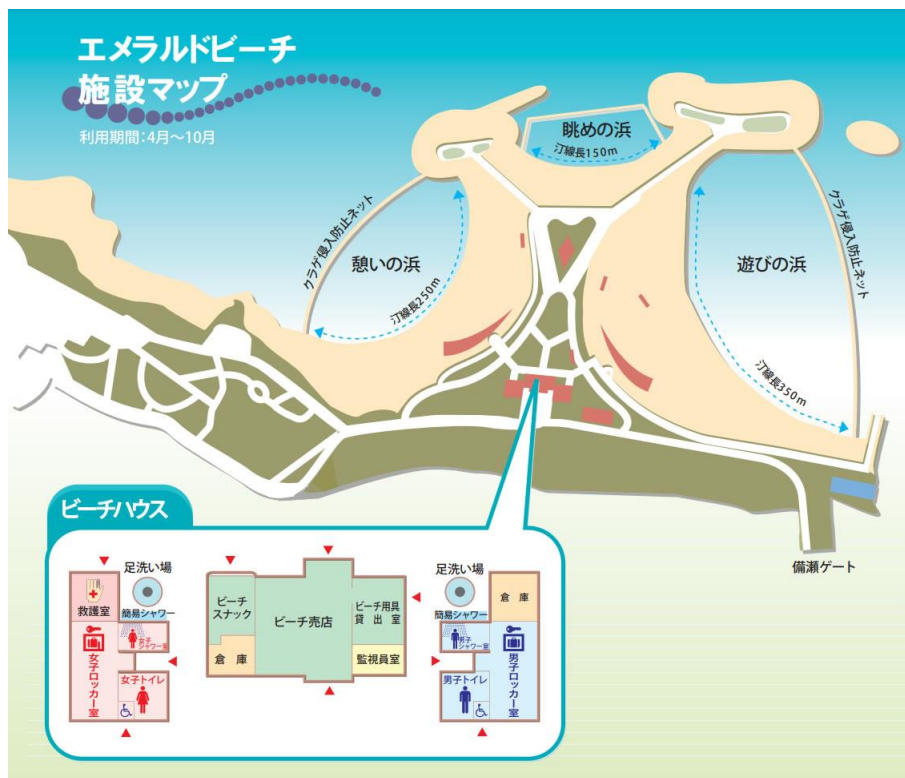 エメラルドビーチ
施設マップ
利用期間:4月～10月
眺めの浜
汀線長150m
クラゲ侵入防止ネット
憩いの浜
汀線長250m
遊びの浜
クラゲ侵入防止ネット
汀線長350m
備瀬ゲート
ビーチハウス
足洗い場
救護室
簡易シャワー
女子シャワー室
女子ロッカー室
女子トイレ
ビーチスナック
倉庫
ビーチ売店
ビーチ用具貸出室
監視員室
足洗い場
簡易シャワー
倉庫
男子シャワー室
男子トイレ
男子ロッカー室